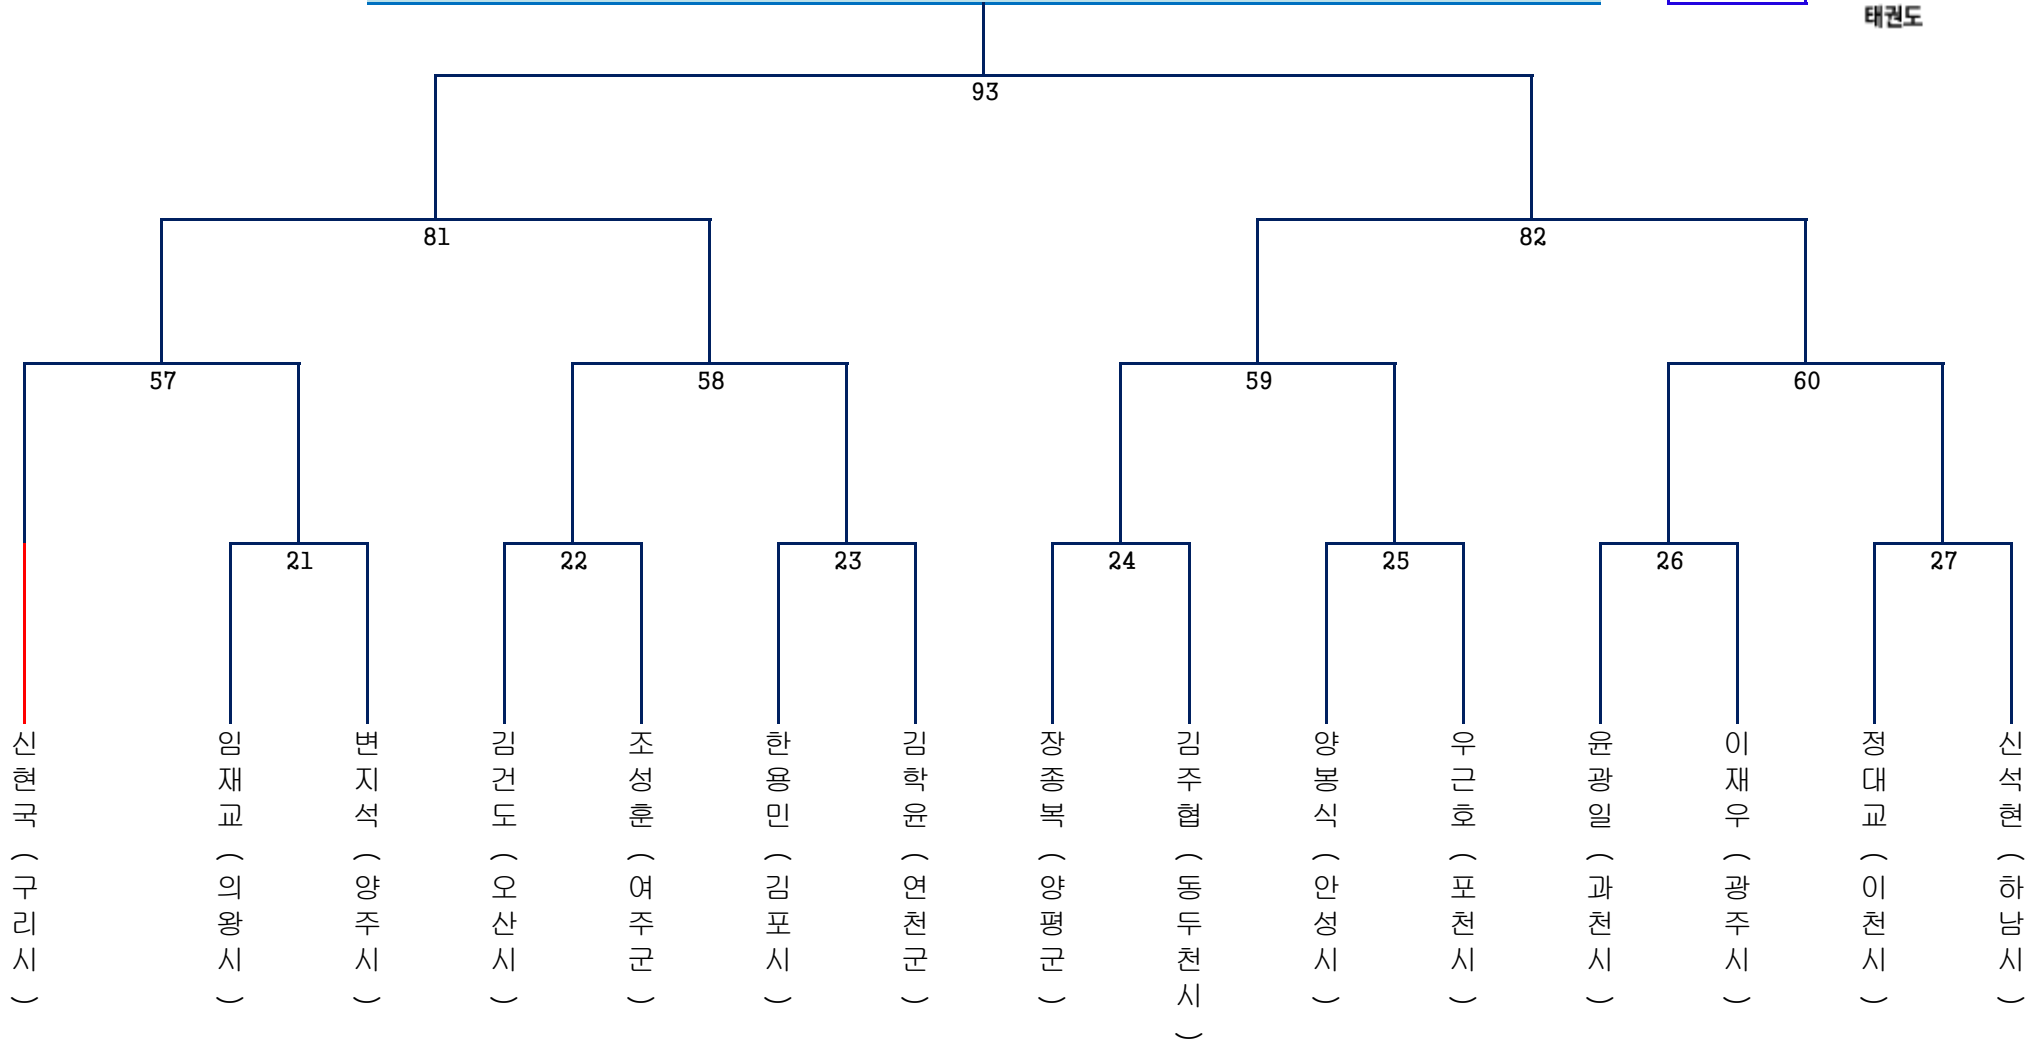 태권도
93
81
82
57
58
59
60
21
22
23
24
25
26
27
신현국(구리시)
임재교(의왕시)
변지석(양주시)
김건도(오산시)
조성훈(여주군)
한용민(김포시)
김학윤(연천군)
장종복(양평군)
김주협(동두천시)
양봉식(안성시)
우근호(포천시)
윤광일(과천시)
이재우(광주시)
정대교(이천시)
신석현(하남시)